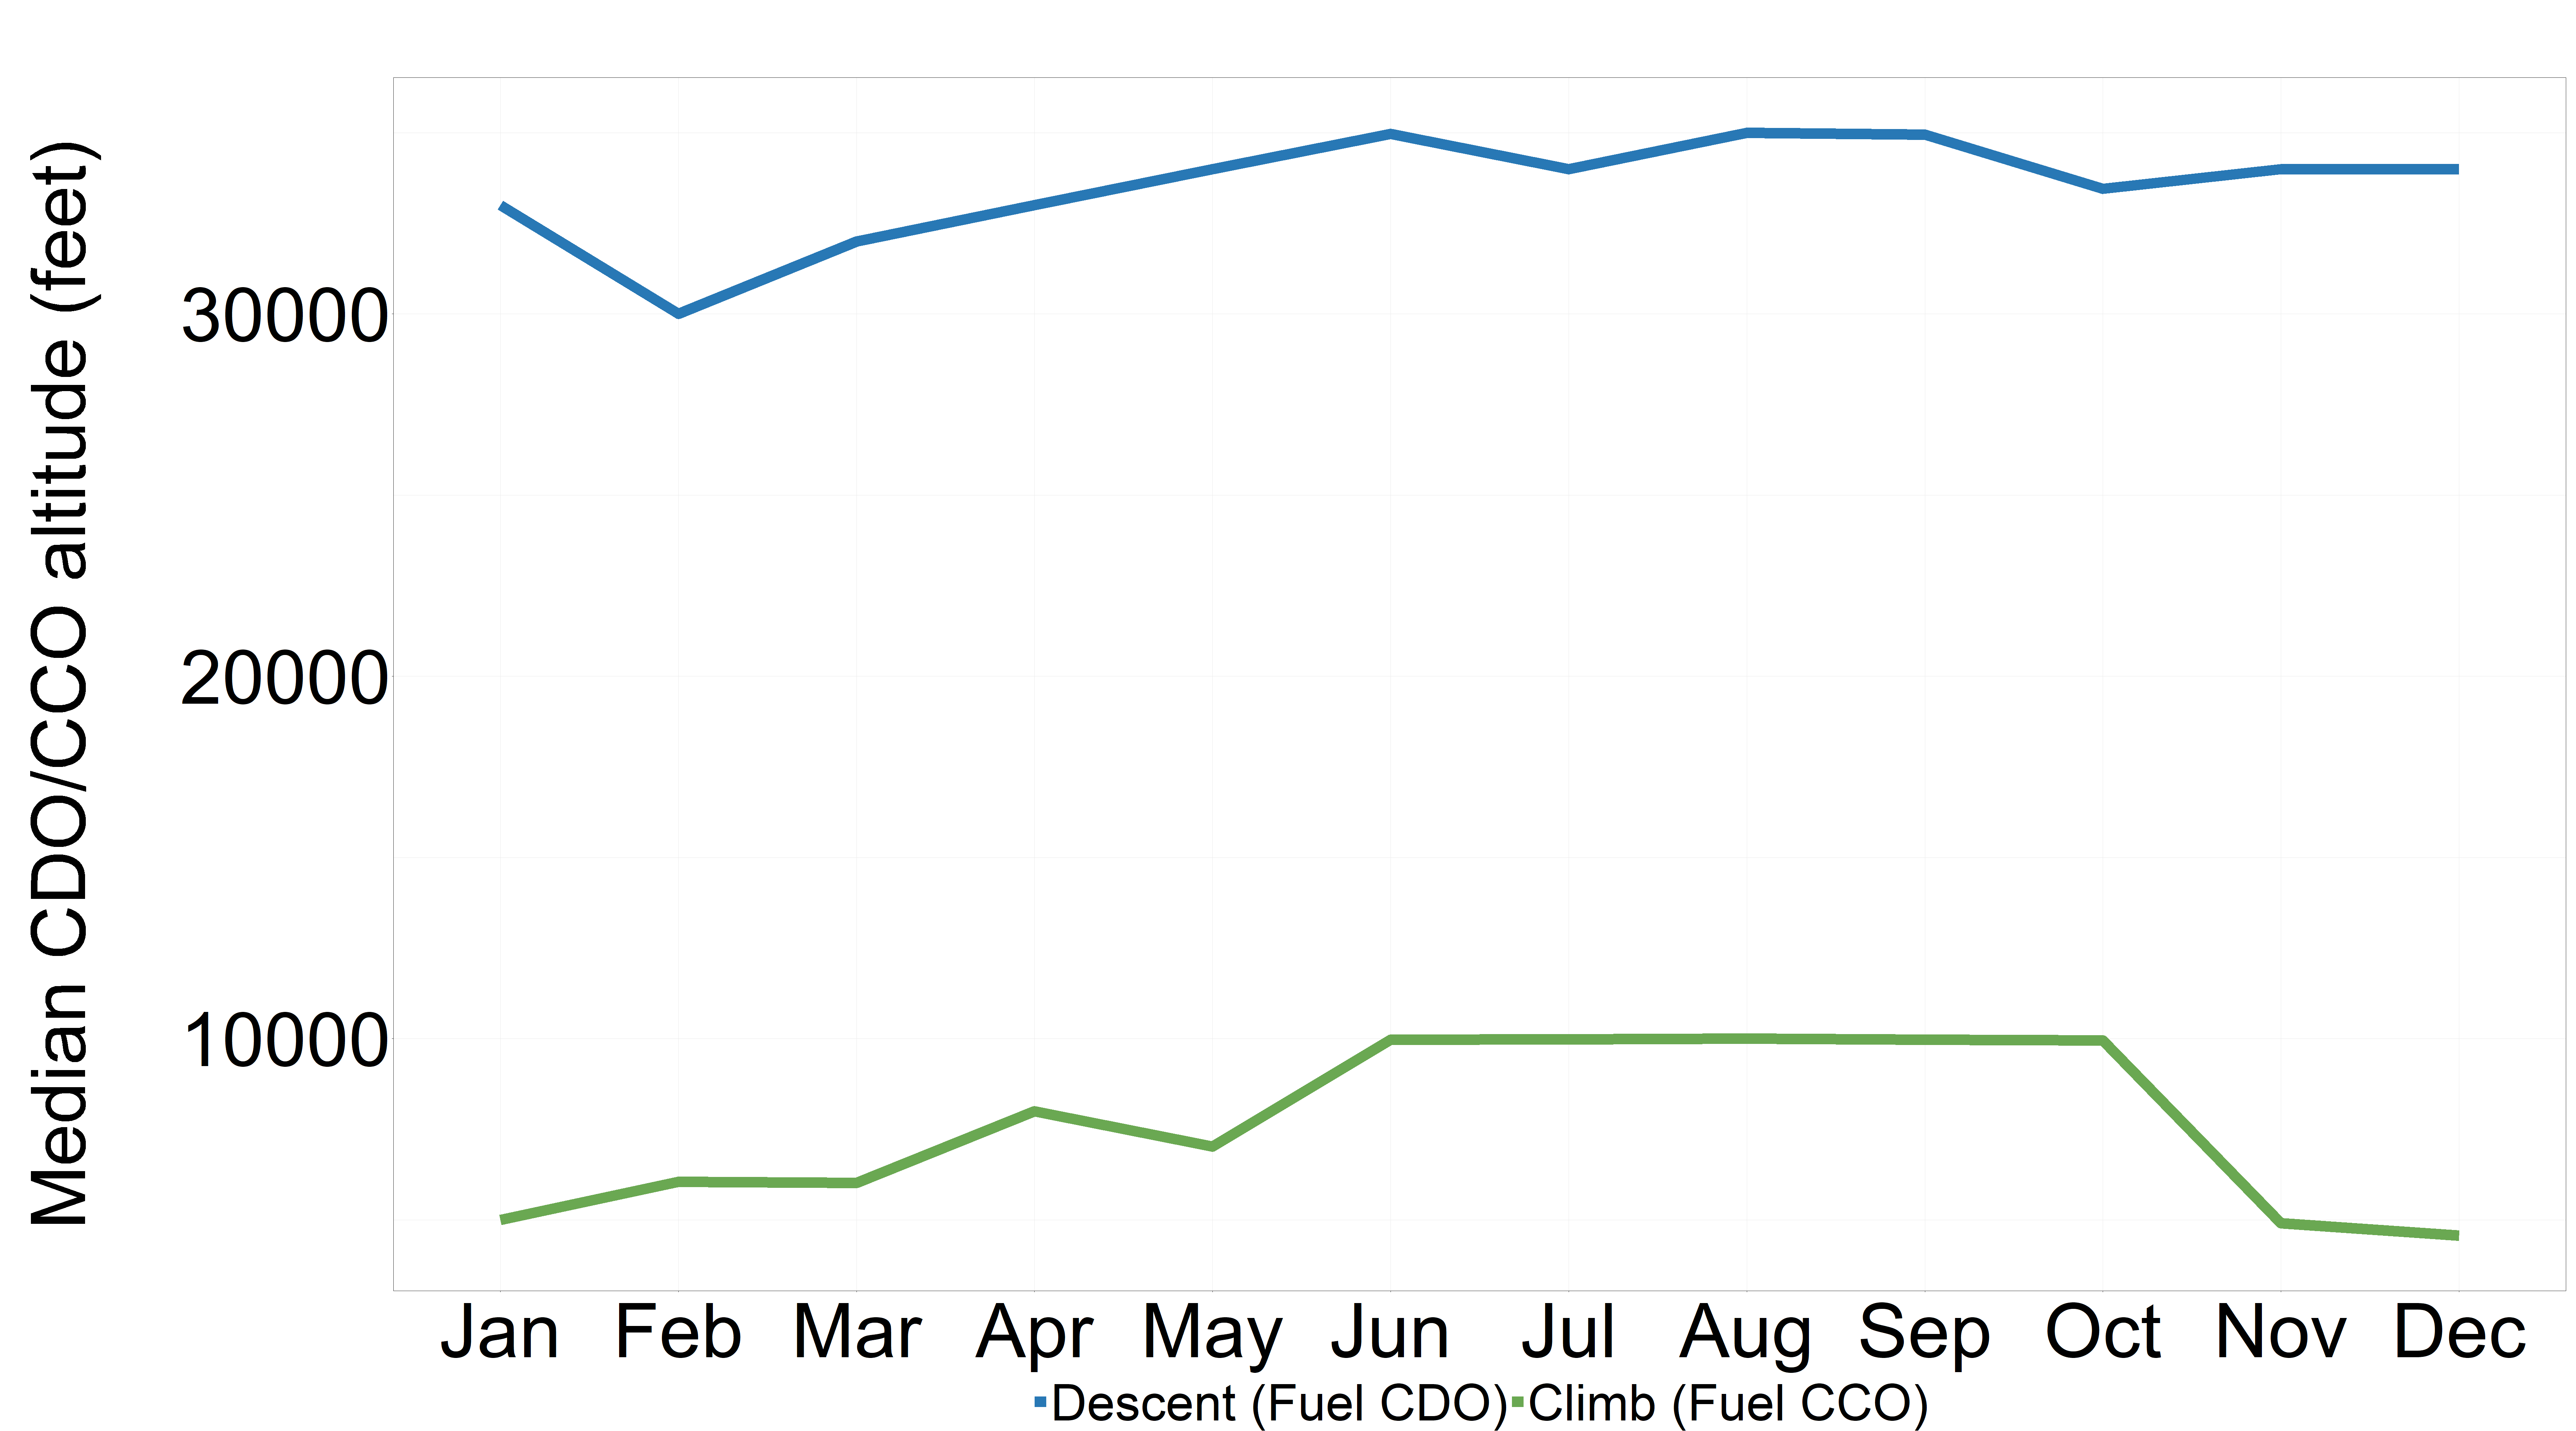 Median CDO/CCO altitude (feet)
30000
20000
10000
Jan Feb Mar Apr May Jun Jul Aug Sep Oct Nov Dec
Descent (Fuel CDO) Climb (Fuel CCO)